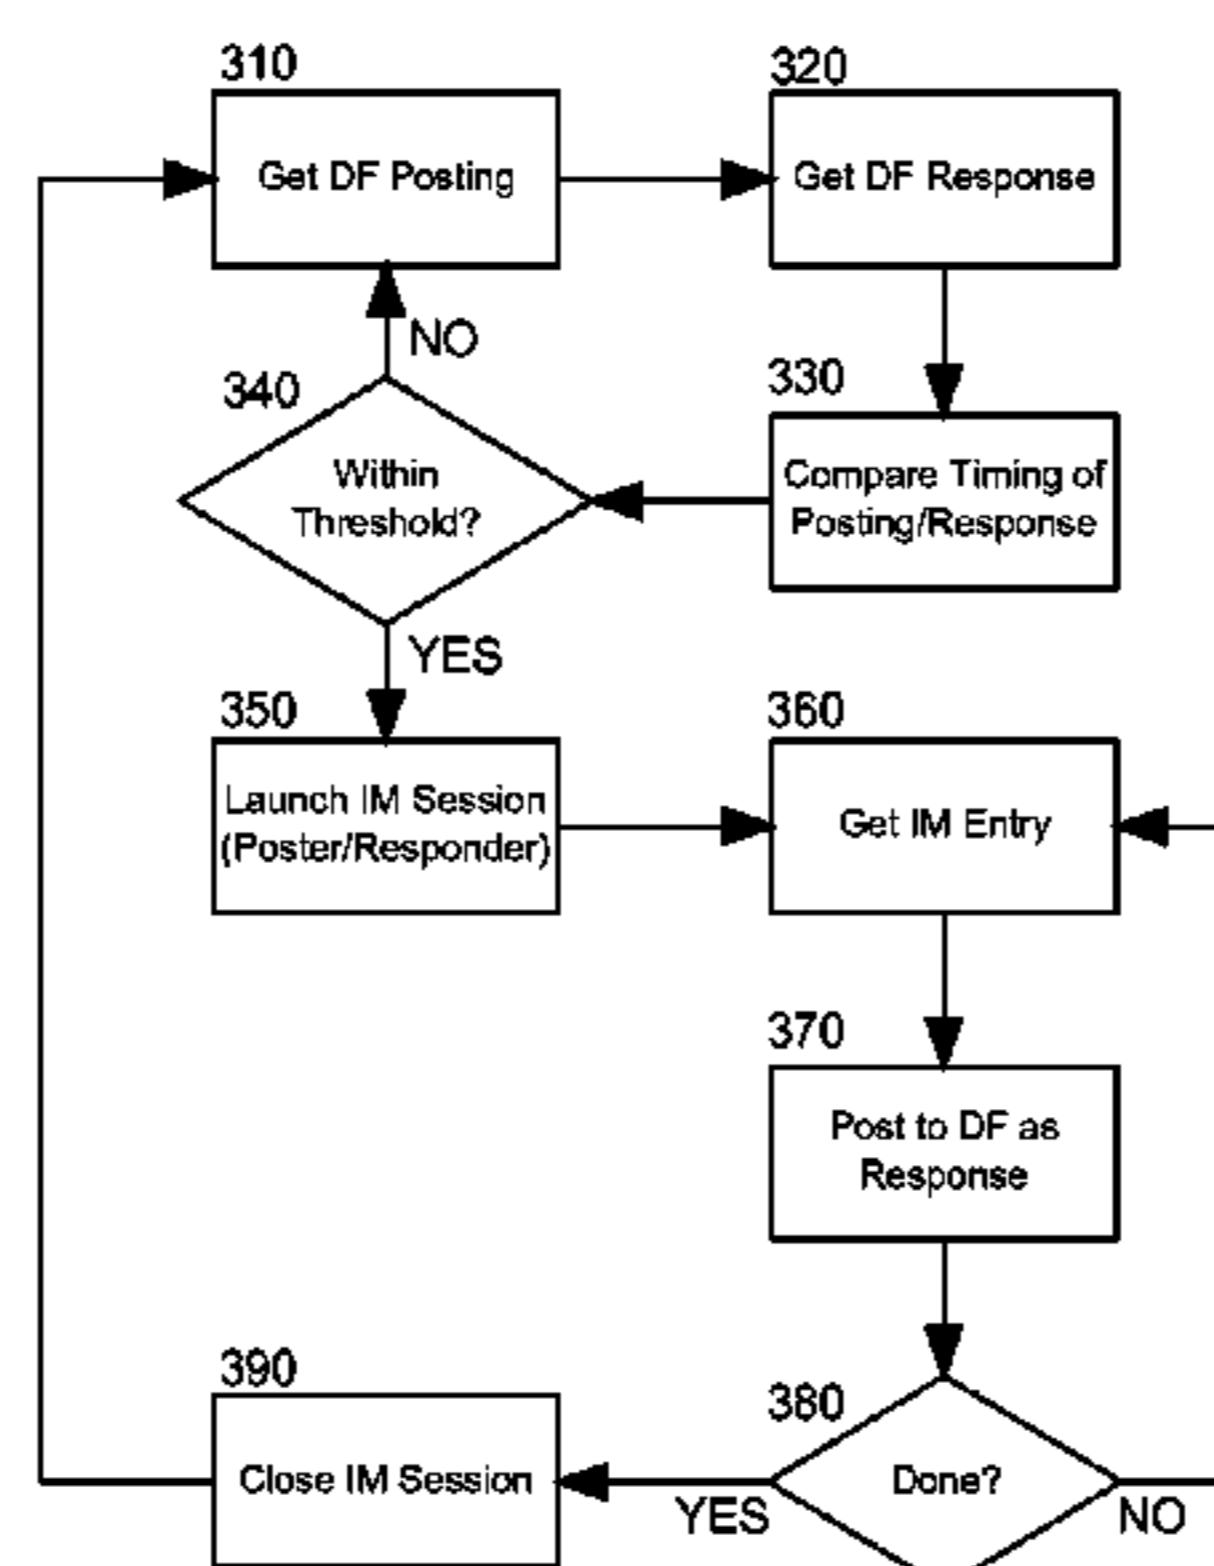 310
Get DF Posting
320
Get DF Response
NO
340
Within
Threshold?
330
Compare Timing of
Posting/Response
YES
350
Launch IM Session
(Poster/Responder)
360
Get IM Entry
370
Post to DF as
Response
390
Close IM Session
380
Done?
YES
NO